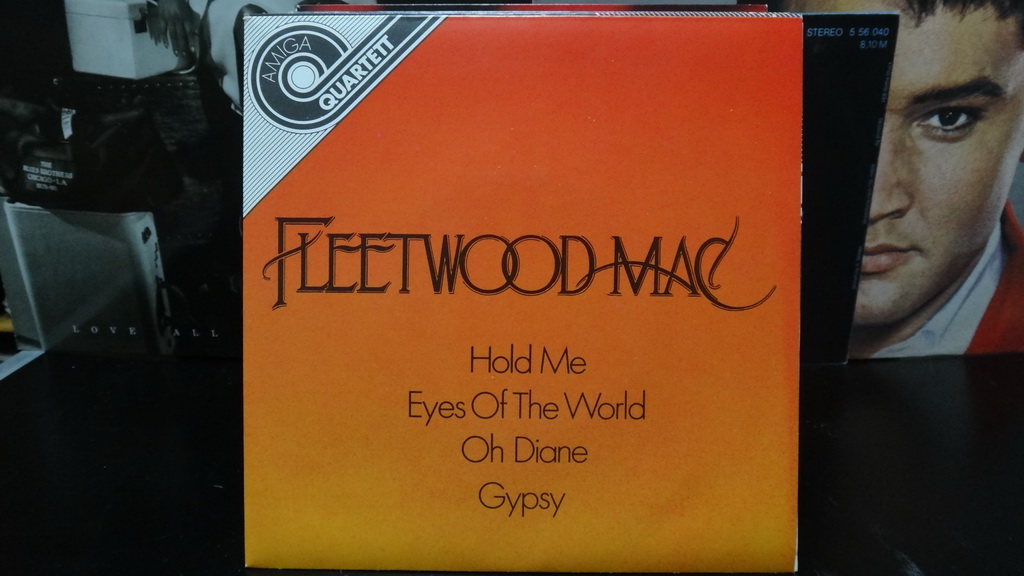 AMIGA
QUARTETT
FLEETWOOD MAC
Hold Me
Eyes Of The World
Oh Diane
Gypsy
STEREO 5 56 040
8,10 M
LOVE ALL